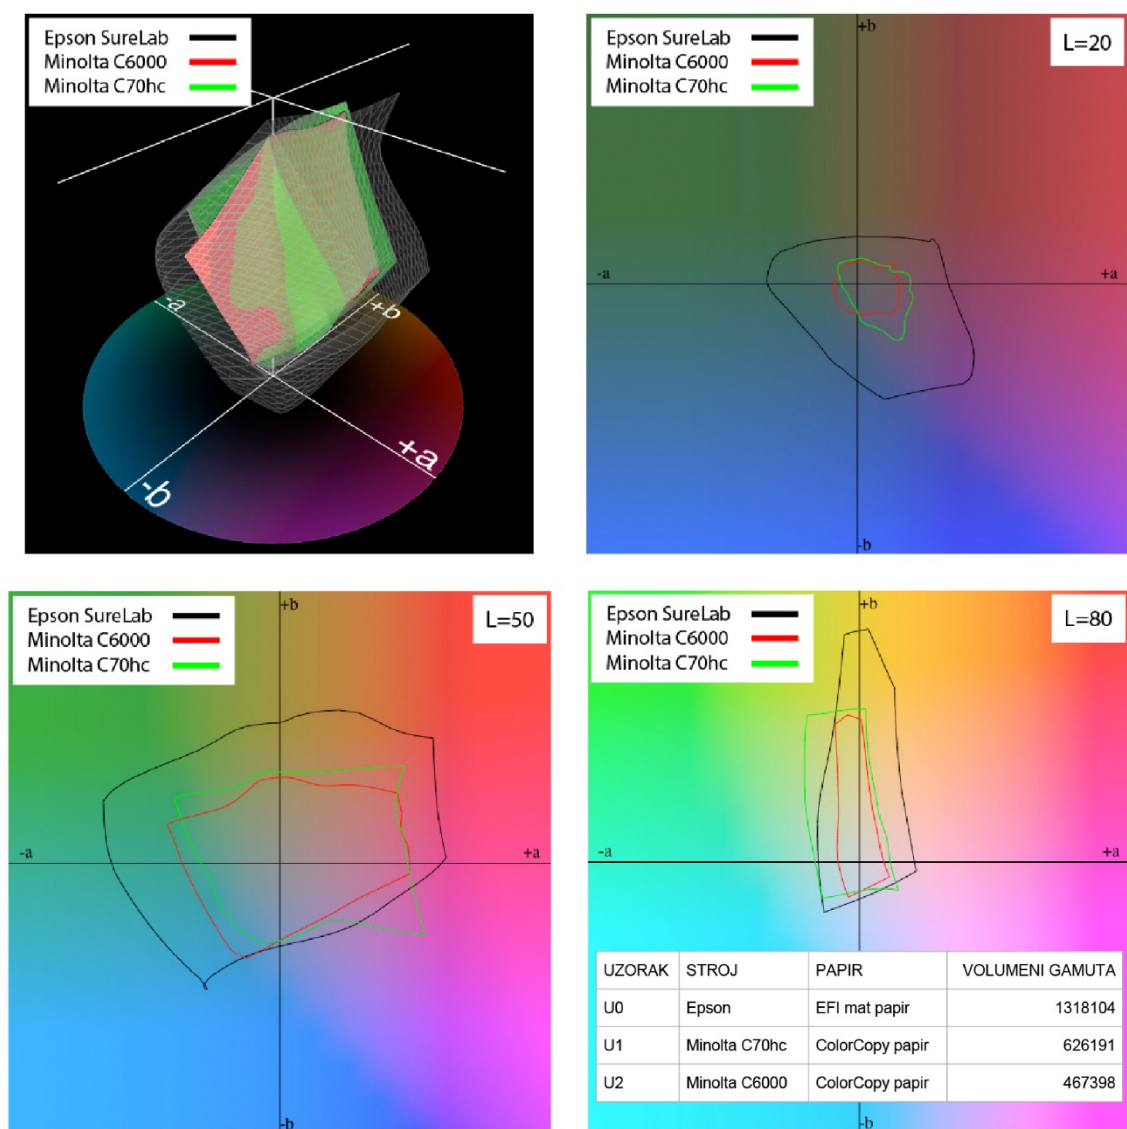 Epson SureLab
Minolta C6000
Minolta C70hc
-a
+b
+a
-b
Epson SureLab
Minolta C6000
Minolta C70hc
+b
L=20
-a
+a
-b
Epson SureLab
Minolta C6000
Minolta C70hc
+b
L=50
-a
+a
-b
Epson SureLab
Minolta C6000
Minolta C70hc
+b
L=80
-a
+a
UZORAK STROJ PAPIR VOLUMENI GAMUTA
U0 Epson EFI mat papir 1318104
U1 Minolta C70hc ColorCopy papir 626191
U2 Minolta C6000 ColorCopy papir 467398
-b